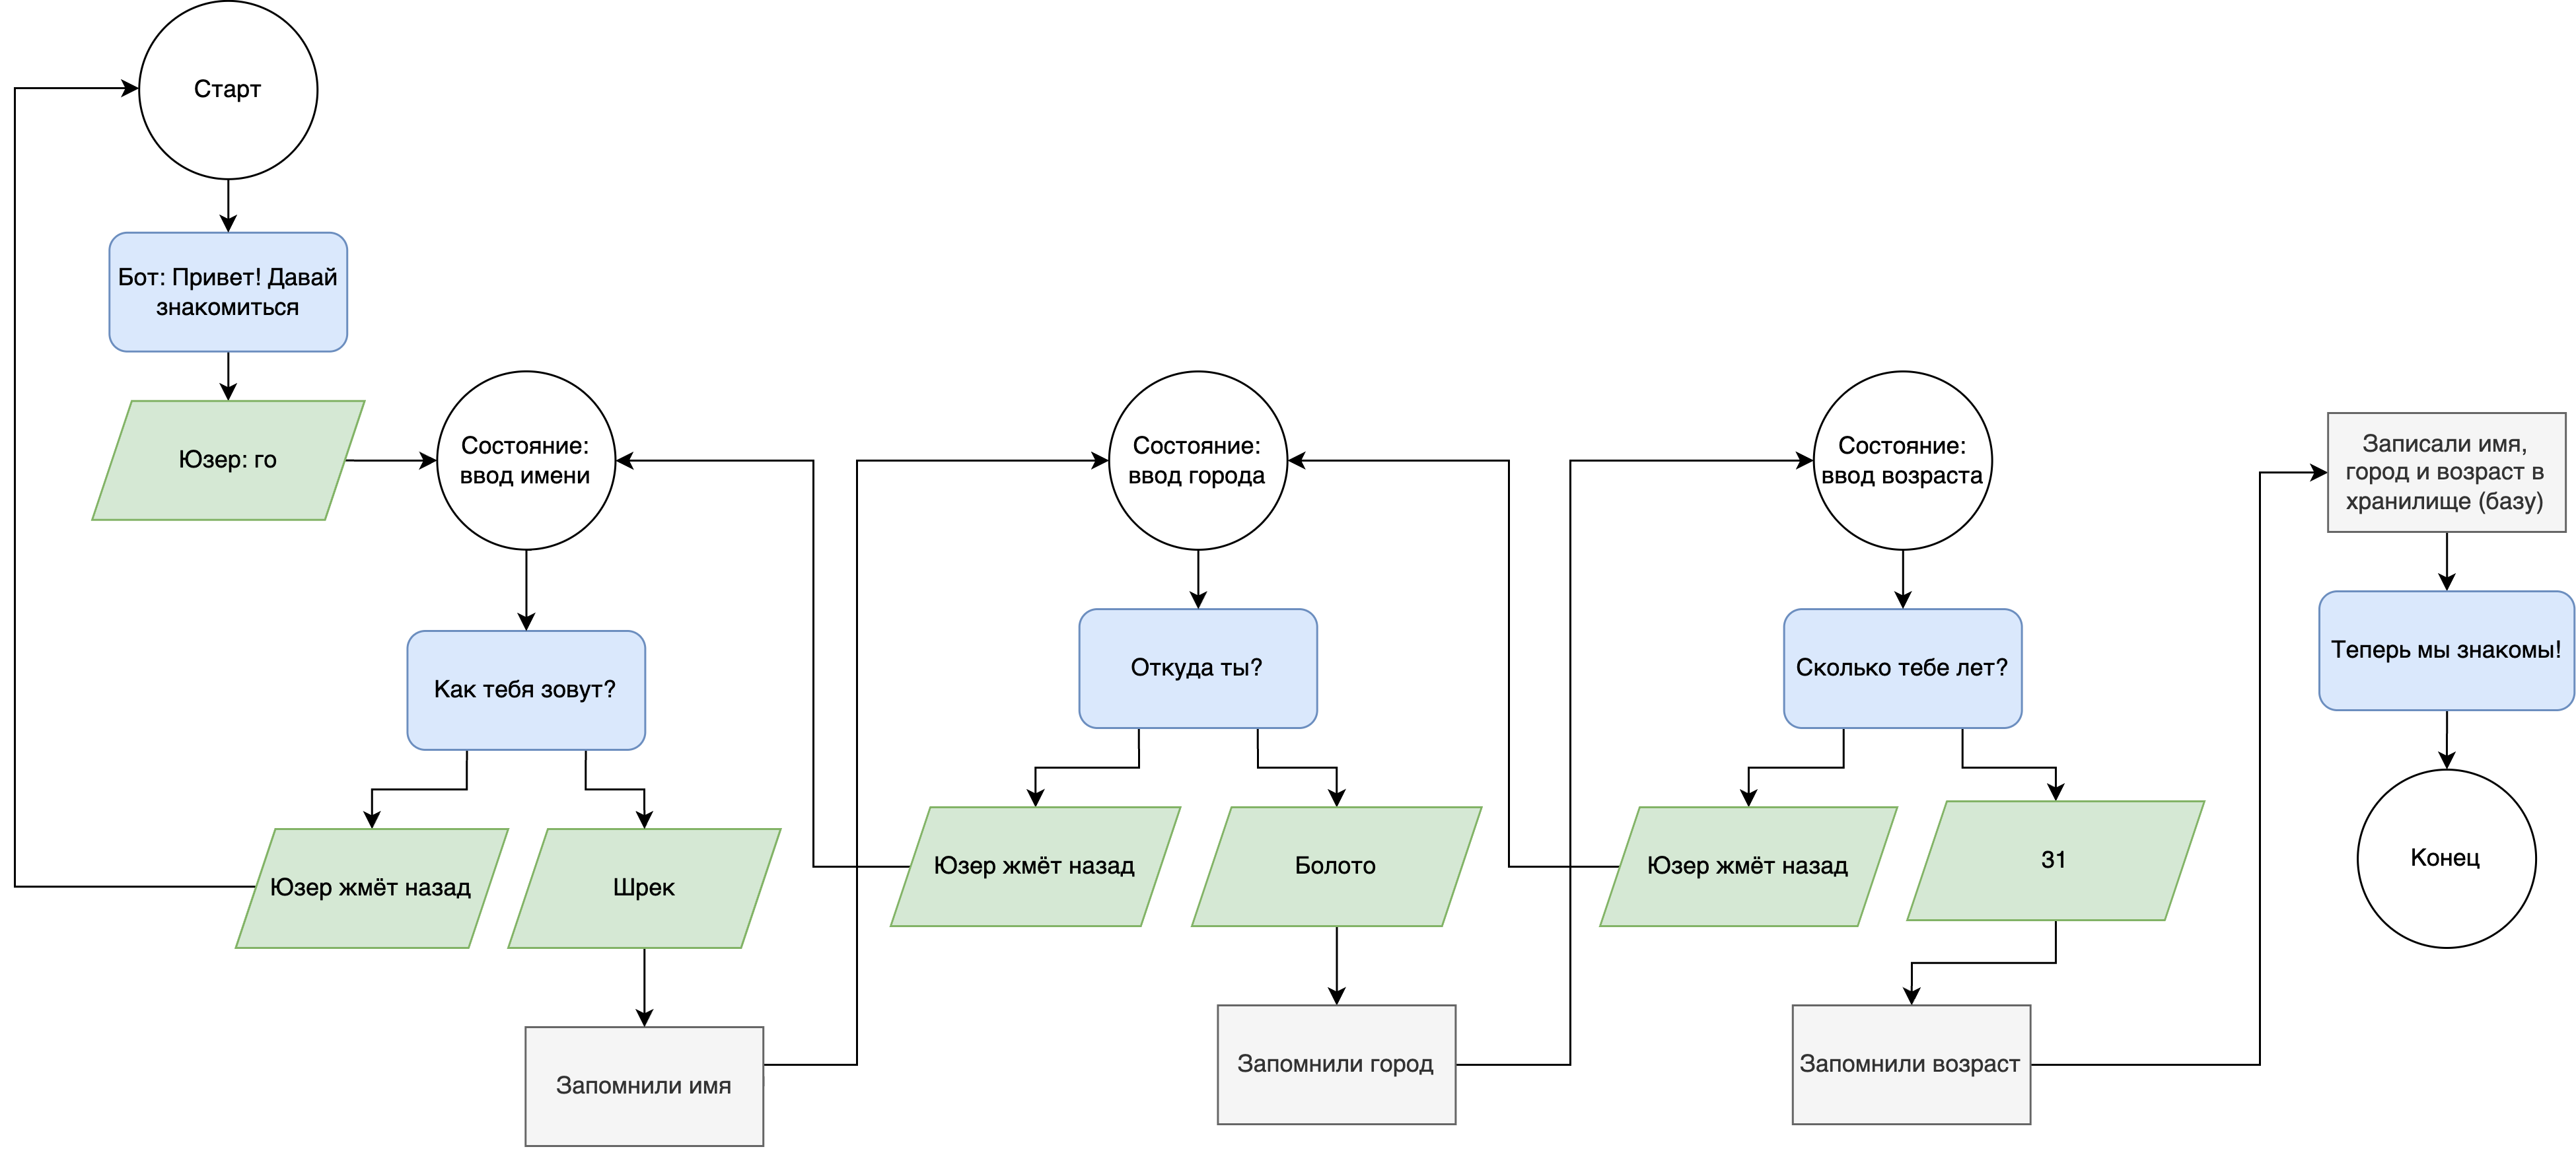 Старт
Бот: Привет! Давай
знакомиться
Юзер: го
Состояние:
ввод имени
Как тебя зовут?
Юзер жмёт назад
Шрек
Запомнили имя
Состояние:
ввод города
Откуда ты?
Юзер жмёт назад
Болото
Запомнили город
Состояние:
ввод возраста
Сколько тебе лет?
Юзер жмёт назад
31
Запомнили возраст
Записали имя,
город и возраст в
хранилище (базу)
Теперь мы знакомы!
Конец